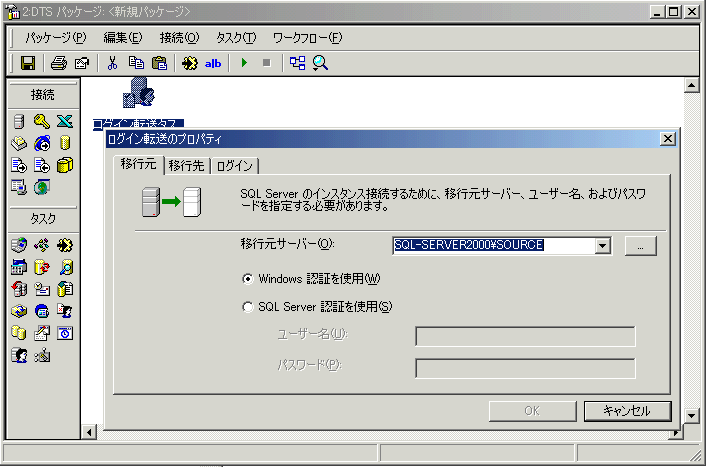 2:DTS パッケージ: <新規パッケージ>
パッケージ(P) 編集(E) 接続(O) タスク(T) ワークフロー(F)
a|b
接続
タスク
ログイン転送タス...
ログイン転送のプロパティ
移行元 移行先 ログイン
SQL Server のインスタンス接続するために、移行元サーバー、ユーザー名、およびパスワ
ードを指定する必要があります。
移行元サーバー(O): SQL-SERVER2000¥SOURCE ...
Windows 認証を使用(W)
SQL Server 認証を使用(S)
ユーザー名(U):
パスワード(P):
OK キャンセル